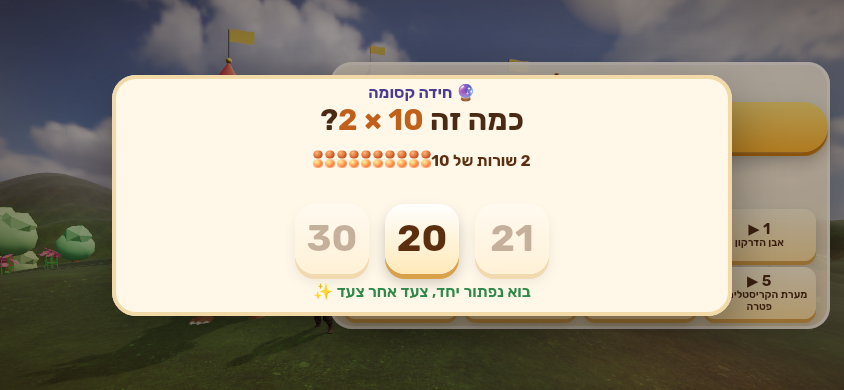 🔮 חידה קסומה
כמה זה 10 × 2?
2 שורות של 10
21
20
30
בוא נפתור יחד, צעד אחר צעד ✨
1 ▶
אבן הדרקון
5 ▶
מערת הקריסטלי
פטרה